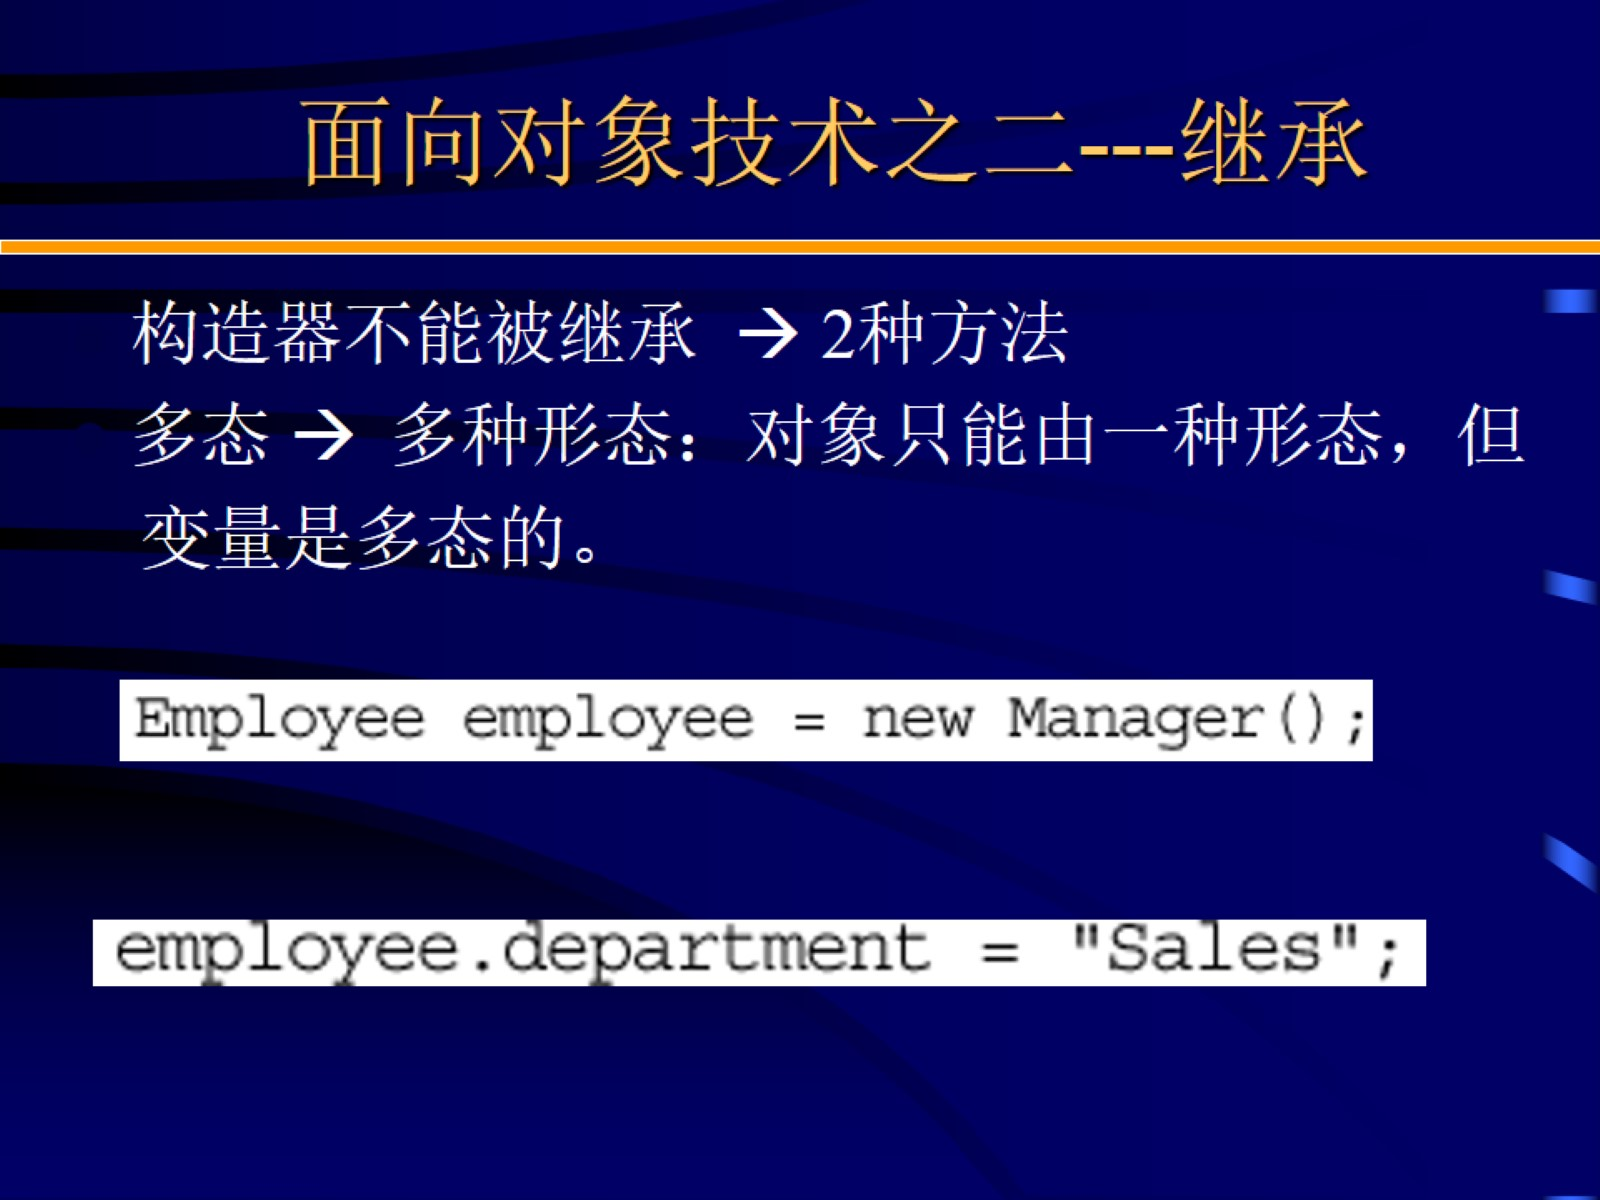 面向对象技术之二---继承
构造器不能被继承 → 2种方法
多态 → 多种形态：对象只能由一种形态，但
变量是多态的。
Employee employee = new Manager();
employee.department = "Sales";